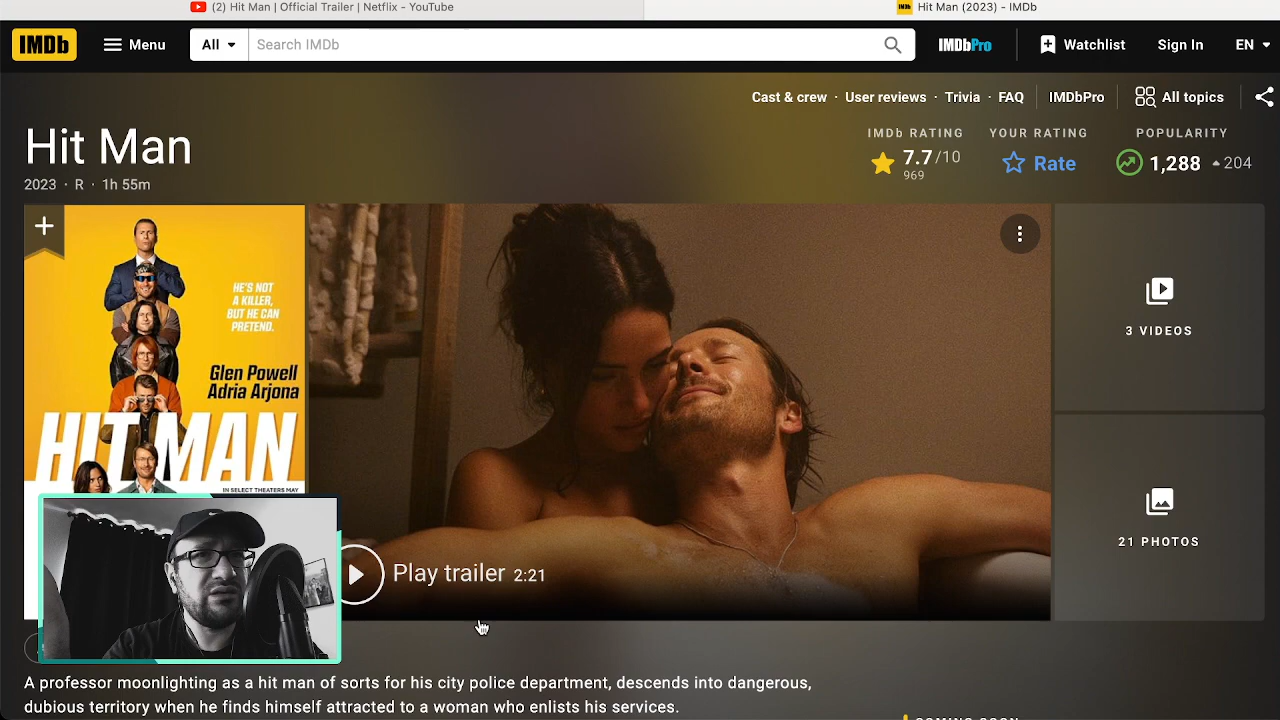 (2) Hit Man | Official Trailer | Netflix - YouTube
Hit Man (2023) - IMDb
IMDb
Menu
All
Search IMDb
IMDbPro
Watchlist
Sign In
EN
Cast & crew · User reviews · Trivia · FAQ
IMDbPro
All topics
Hit Man
2023 · R · 1h 55m
IMDb RATING
7.7/10
969
YOUR RATING
Rate
POPULARITY
1,288
204
HE'S NOT
A KILLER,
BUT HE CAN
PRETEND.
Glen Powell
Adria Arjona
HIT MAN
IN SELECT THEATERS MAY
Play trailer 2:21
3 VIDEOS
21 PHOTOS
A professor moonlighting as a hit man of sorts for his city police department, descends into dangerous,
dubious territory when he finds himself attracted to a woman who enlists his services.
COMING SOON